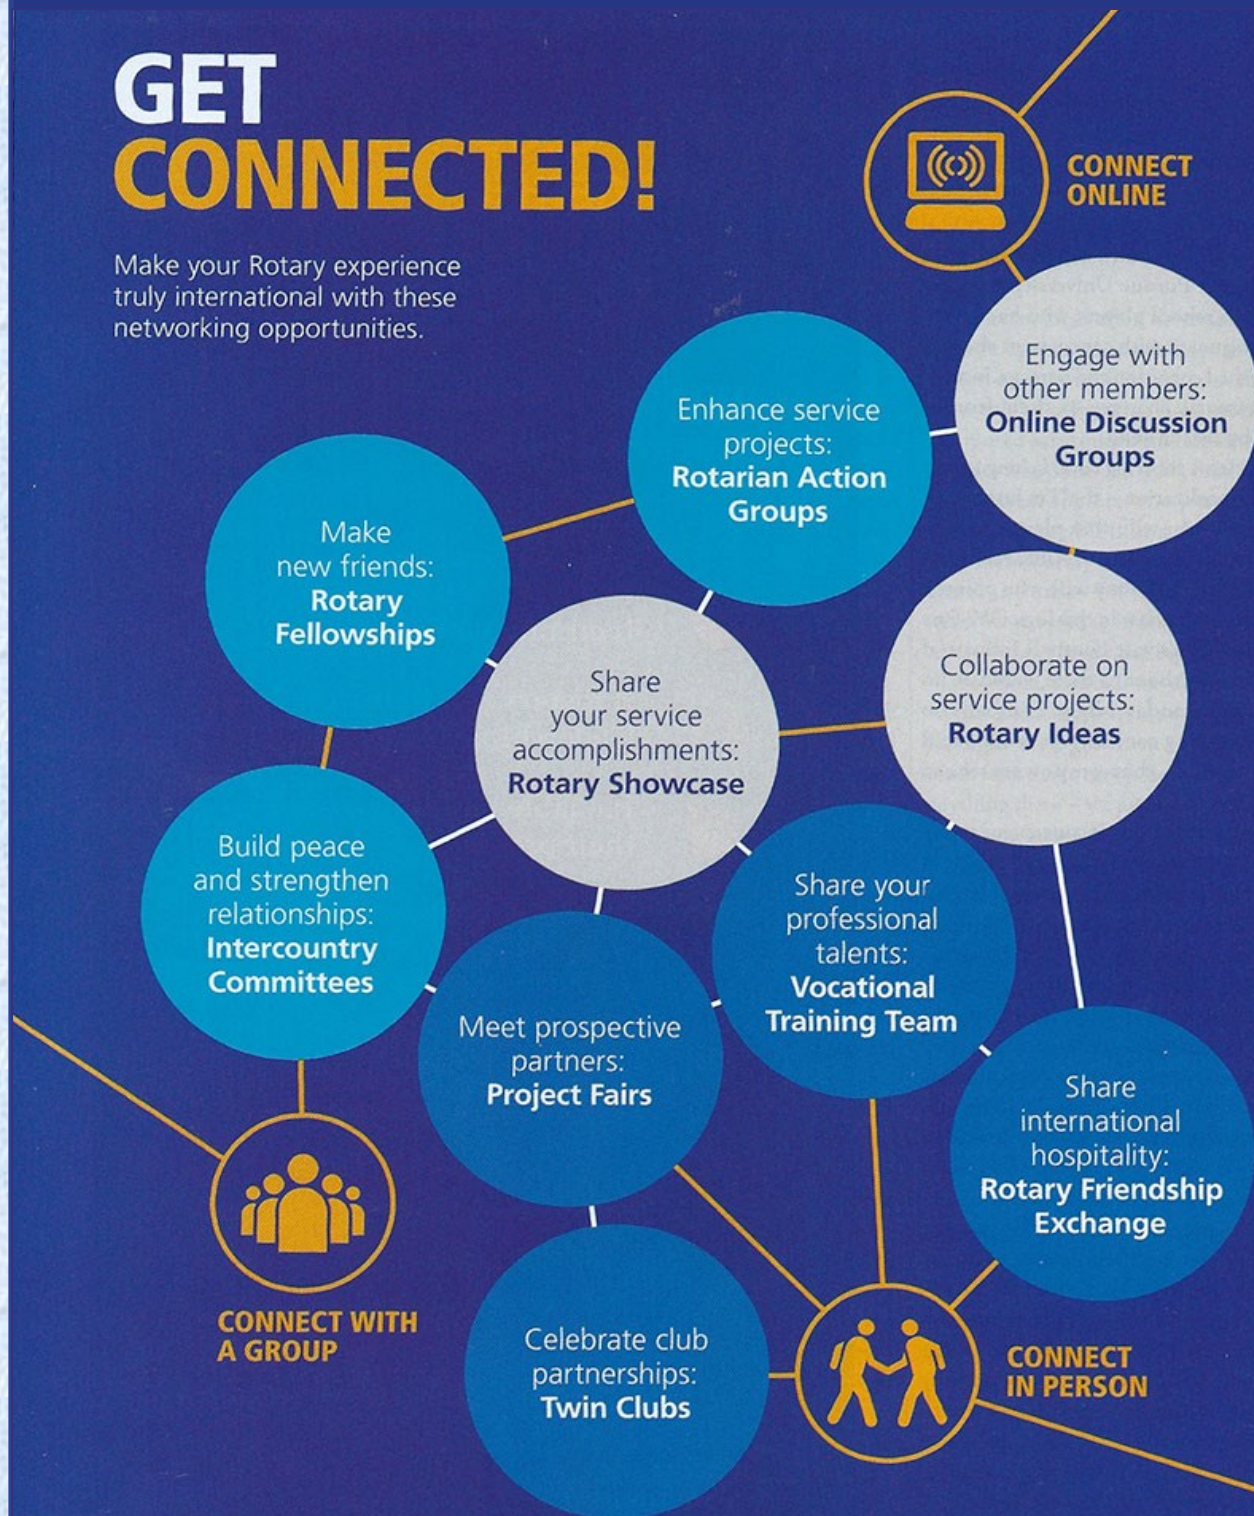 GET
CONNECTED!
Make your Rotary experience
truly international with these
networking opportunities.
CONNECT
ONLINE
Engage with
other members:
Online Discussion
Groups
Enhance service
projects:
Rotarian Action
Groups
Make
new friends:
Rotary
Fellowships
Share
your service
accomplishments:
Rotary Showcase
Collaborate on
service projects:
Rotary Ideas
Build peace
and strengthen
relationships:
Intercountry
Committees
Share your
professional
talents:
Vocational
Training Team
Meet prospective
partners:
Project Fairs
Share
international
hospitality:
Rotary Friendship
Exchange
CONNECT WITH
A GROUP
Celebrate club
partnerships:
Twin Clubs
CONNECT
IN PERSON